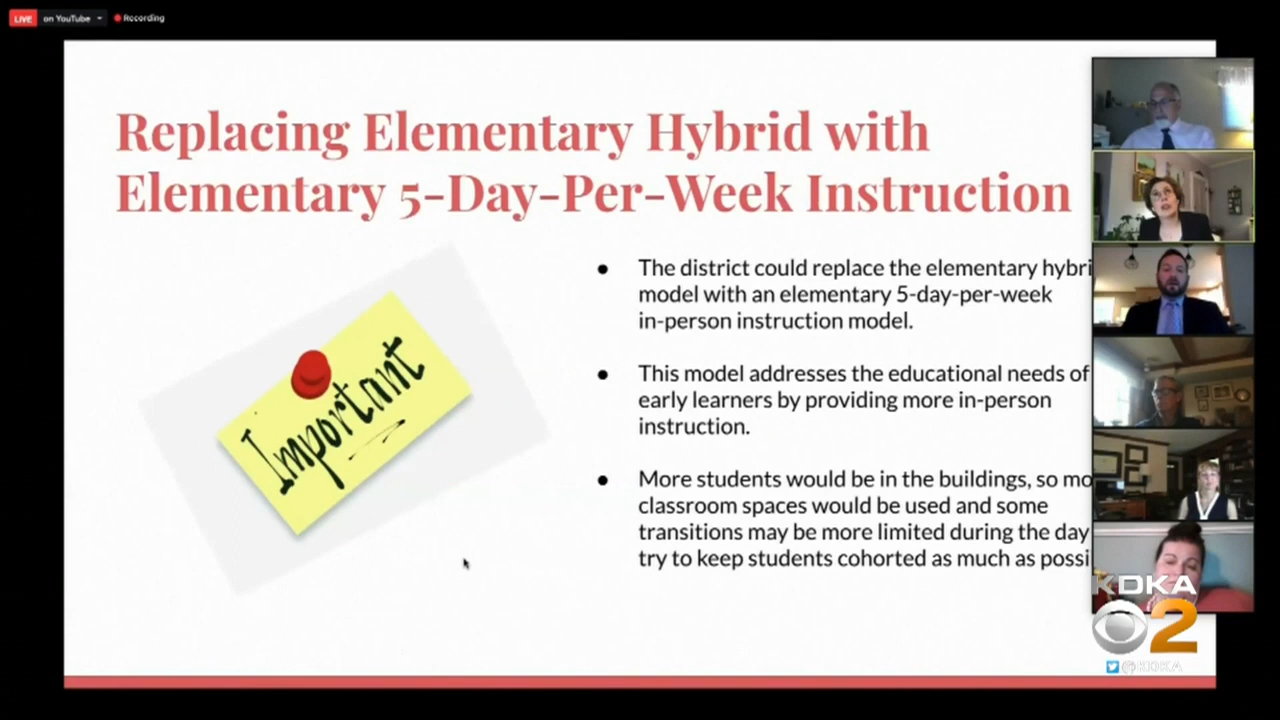 LIVE on YouTube Recording
Replacing Elementary Hybrid with
Elementary 5-Day-Per-Week Instruction
Important
● The district could replace the elementary hybri
model with an elementary 5-day-per-week
in-person instruction model.
● This model addresses the educational needs of
early learners by providing more in-person
instruction.
● More students would be in the buildings, so mo
classroom spaces would be used and some
transitions may be more limited during the day
try to keep students cohorted as much as possi
KDKA
2
@KDKA